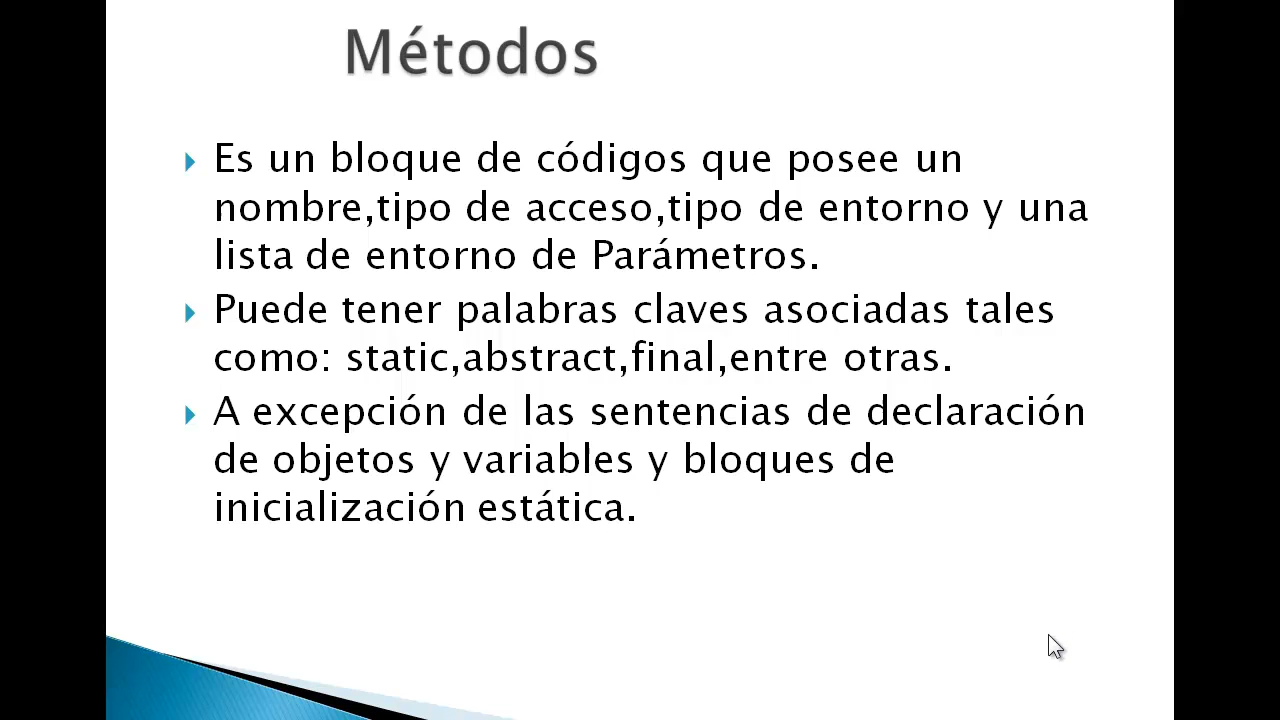 Métodos
Es un bloque de códigos que posee un
nombre,tipo de acceso,tipo de entorno y una
lista de entorno de Parámetros.
Puede tener palabras claves asociadas tales
como: static,abstract,final,entre otras.
A excepción de las sentencias de declaración
de objetos y variables y bloques de
inicialización estática.